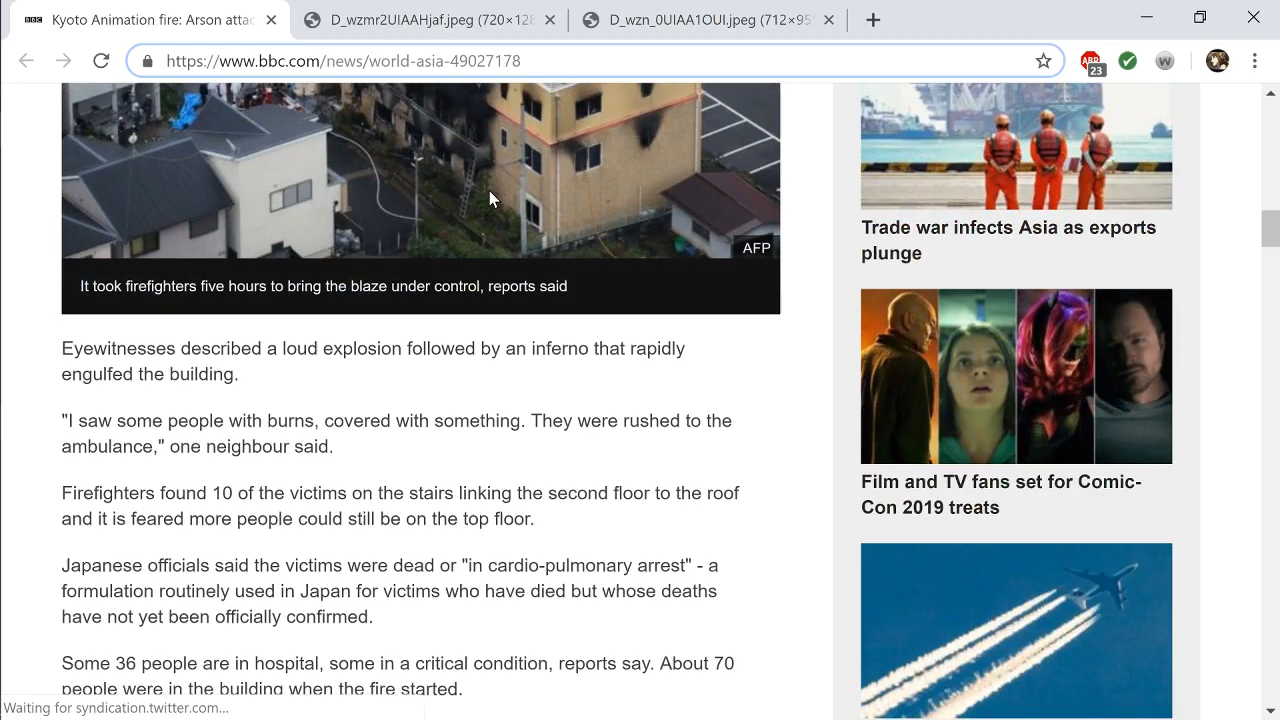 BBC
Kyoto Animation fire: Arson attac
D_wzmr2UIAAHjaf.jpeg (720×128
D_wzn_0UIAA1OUI.jpeg (712×95
https://www.bbc.com/news/world-asia-49027178
ABP
23
W
AFP
It took firefighters five hours to bring the blaze under control, reports said
Eyewitnesses described a loud explosion followed by an inferno that rapidly
engulfed the building.
"I saw some people with burns, covered with something. They were rushed to the
ambulance," one neighbour said.
Firefighters found 10 of the victims on the stairs linking the second floor to the roof
and it is feared more people could still be on the top floor.
Japanese officials said the victims were dead or "in cardio-pulmonary arrest" - a
formulation routinely used in Japan for victims who have died but whose deaths
have not yet been officially confirmed.
Some 36 people are in hospital, some in a critical condition, reports say. About 70
people were in the building when the fire started.
Waiting for syndication.twitter.com...
Trade war infects Asia as exports
plunge
Film and TV fans set for Comic-
Con 2019 treats